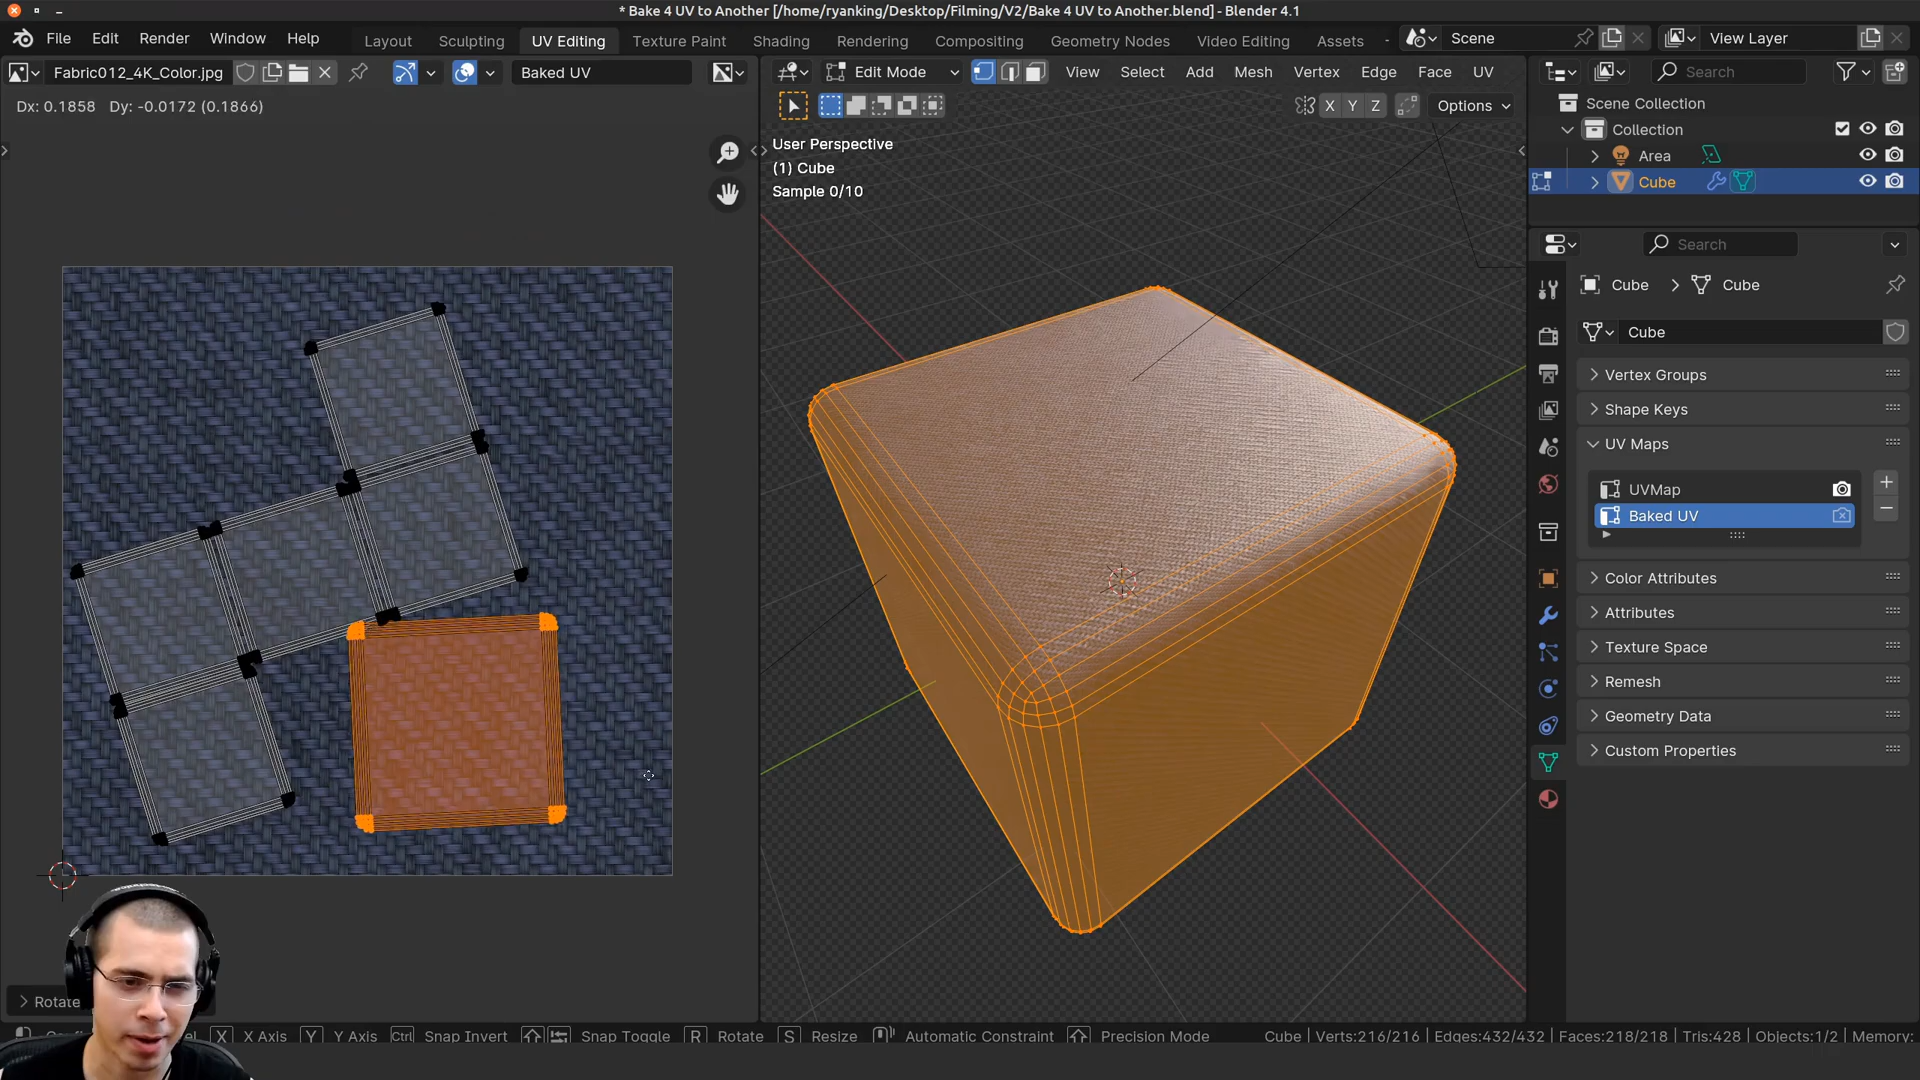 * Bake 4 UV to Another [/home/ryanking/Desktop/Filming/V2/Bake 4 UV to Another.blend] - Blender 4.1
File Edit Render Window Help Layout Sculpting UV Editing Texture Paint Shading Rendering Compositing Geometry Nodes Video Editing Assets Scene View Layer
Fabric012_4K_Color.jpg Baked UV Edit Mode View Select Add Mesh Vertex Edge Face UV Search
Dx: 0.1858 Dy: -0.0172 (0.1866) X Y Z Options Scene Collection
Collection
User Perspective
Area
(1) Cube
Cube
Sample 0/10
Search
Cube > Cube
Cube
Vertex Groups
Shape Keys
UV Maps
UVMap
Baked UV
Color Attributes
Attributes
Texture Space
Remesh
Geometry Data
Custom Properties
Rotate
X X Axis Y Y Axis Ctrl Snap Invert Snap Toggle R Rotate S Resize Automatic Constraint Precision Mode Cube | Verts:216/216 | Edges:432/432 | Faces:218/218 | Tris:428 | Objects:1/2 | Memory: